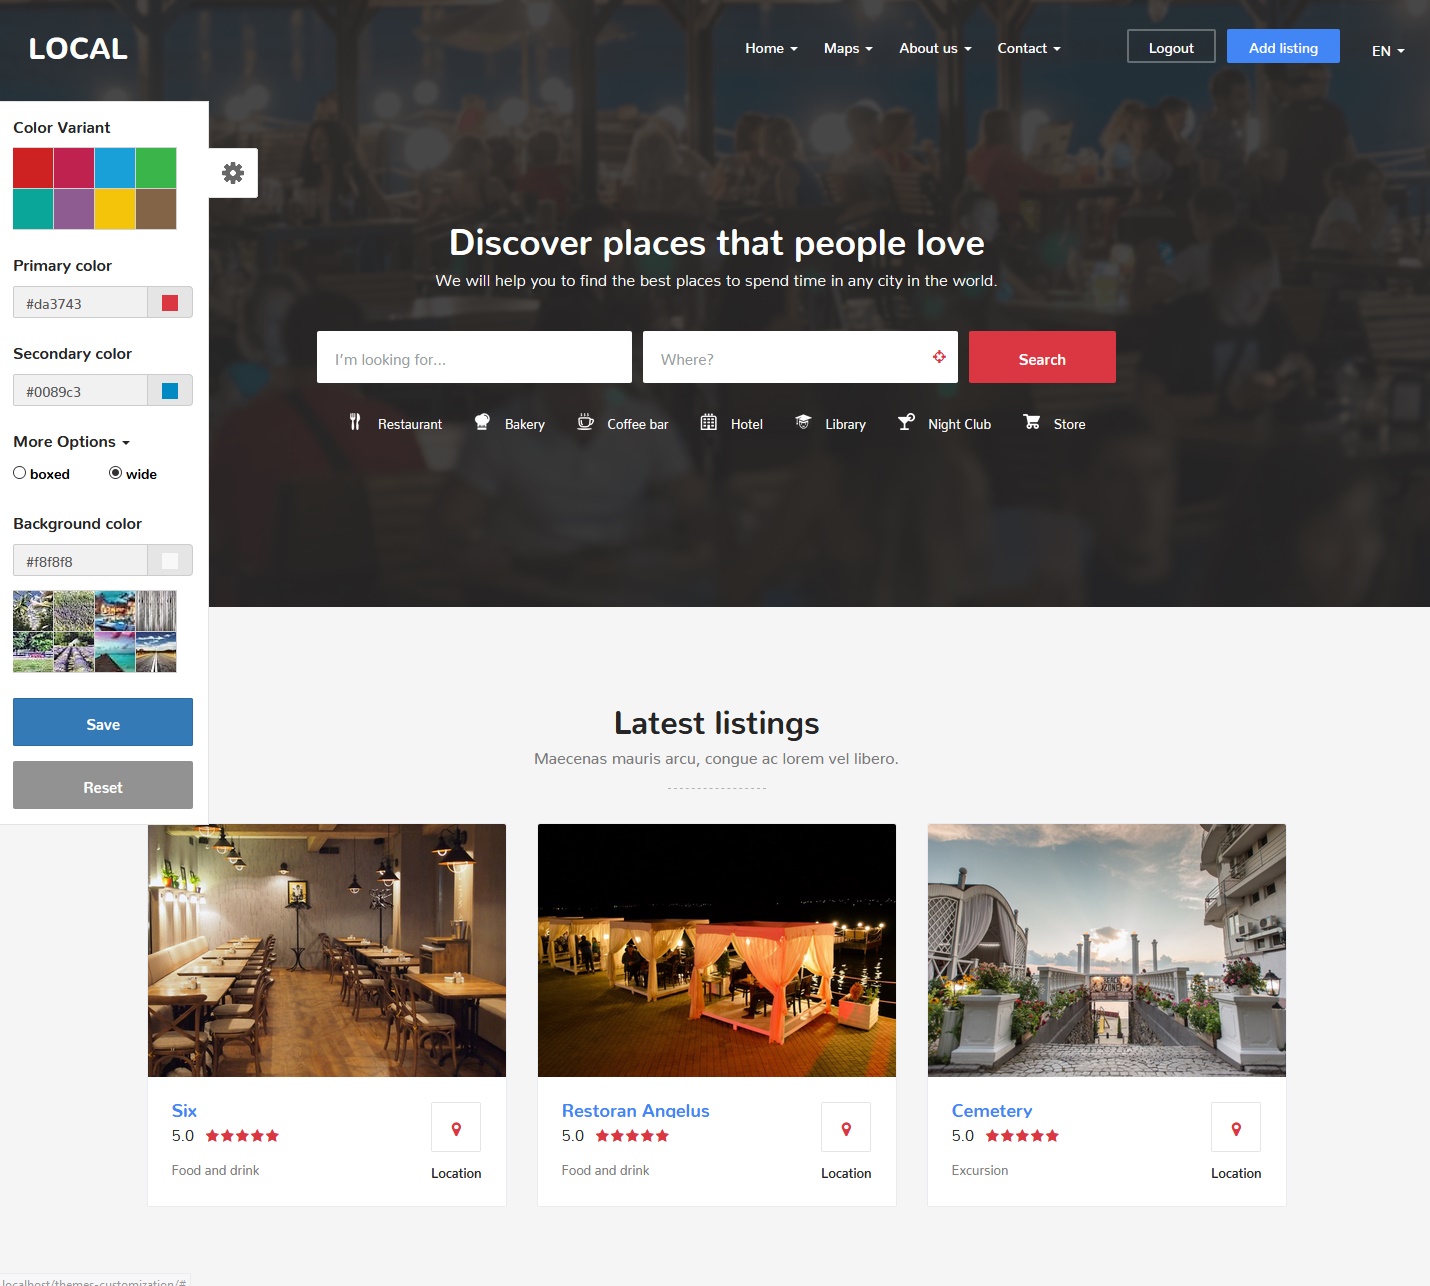 LOCAL
Home
Maps
About us
Contact
Logout
Add listing
EN
Color Variant
Primary color
#da3743
Secondary color
#0089c3
More Options
boxed
wide
Background color
#f8f8f8
Save
Reset
Discover places that people love
We will help you to find the best places to spend time in any city in the world.
I'm looking for...
Where?
Search
Restaurant
Bakery
Coffee bar
Hotel
Library
Night Club
Store
Latest listings
Maecenas mauris arcu, congue ac lorem vel libero.
Six
5.0
Food and drink
Location
Restoran Angelus
5.0
Food and drink
Location
Cemetery
5.0
Excursion
Location
localhost/themes-customization/#